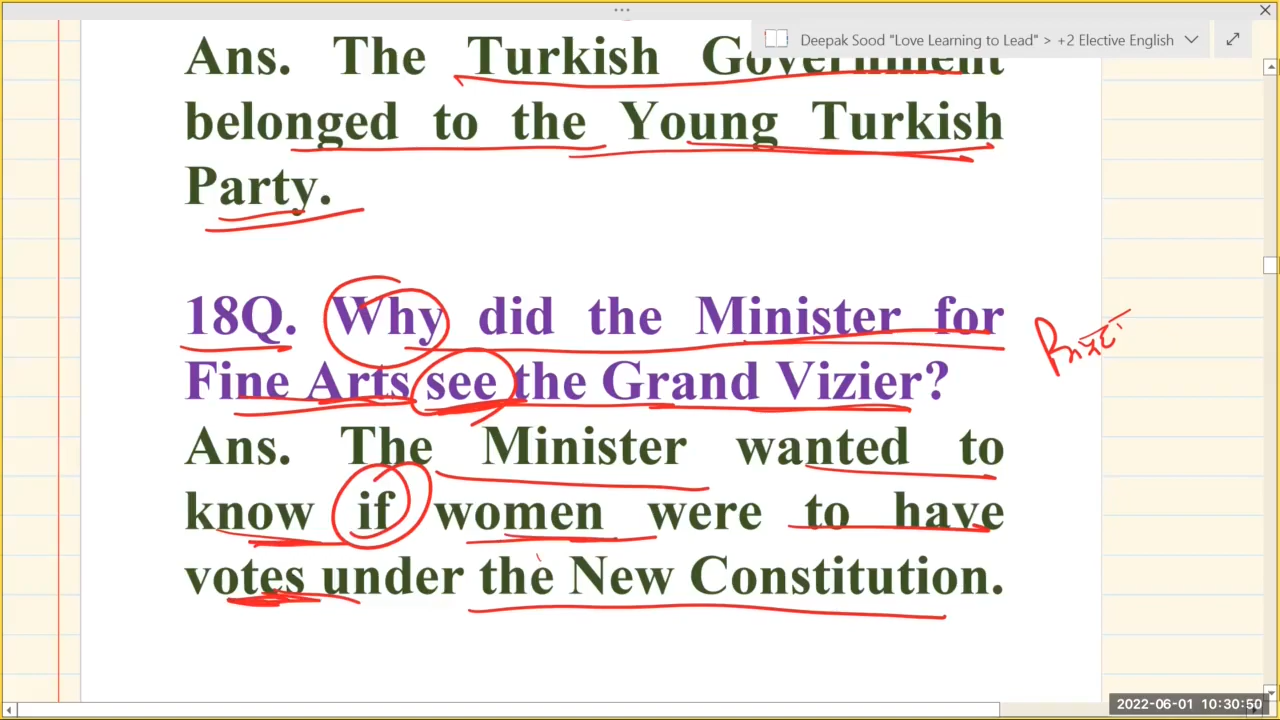 Deepak Sood "Love Learning to Lead" > +2 Elective English
Ans. The Turkish Government
belonged to the Young Turkish
Party.
18Q. Why did the Minister for
Fine Arts see the Grand Vizier?
Ans. The Minister wanted to
know if women were to have
votes under the New Constitution.
2022-06-01 10:30:50